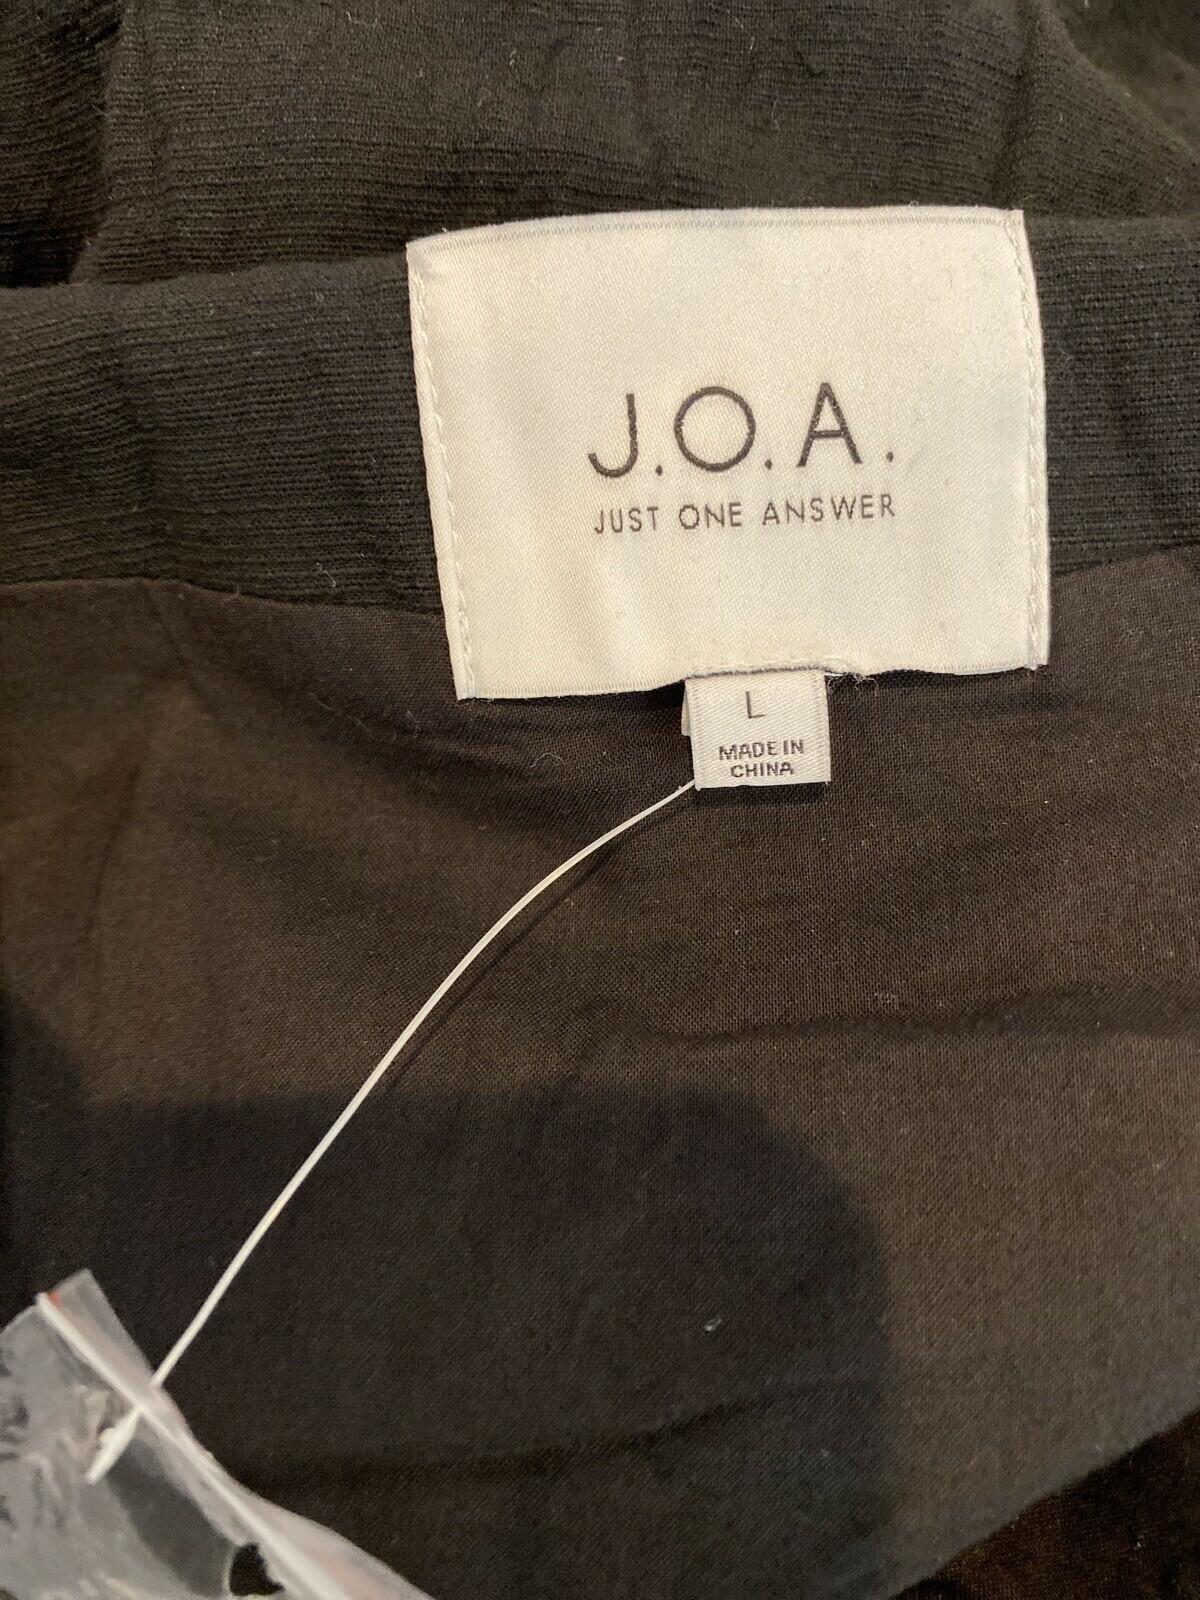 J.O.A.
JUST ONE ANSWER
L
MADE IN
CHINA